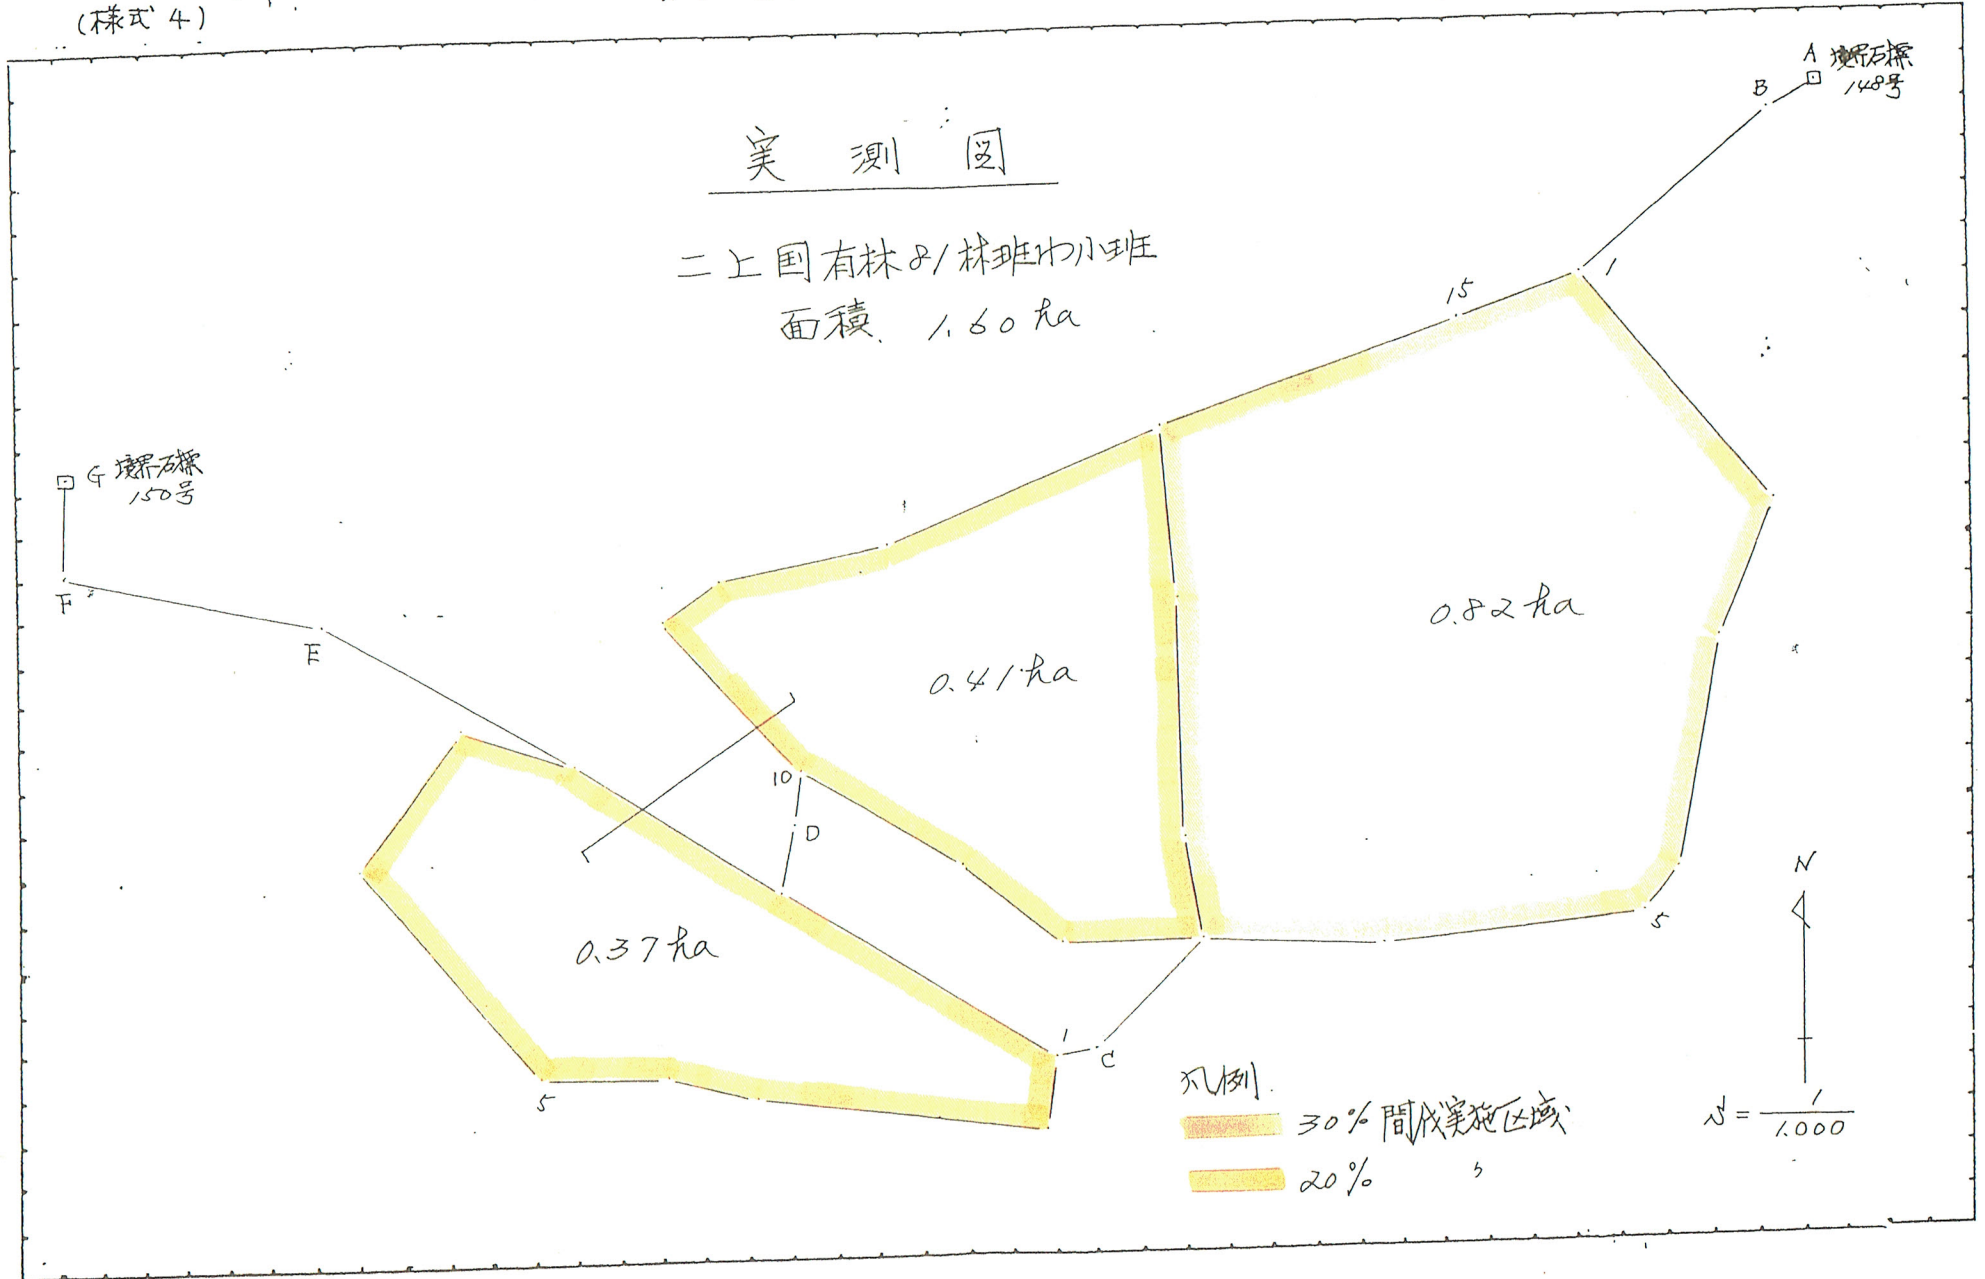 (様式 4)
A 境界石標
148号
B
実 測 図
二上国有林81林班わ小班
面積 1.60 ha
1
15
G 境界石標
150号
F
E
0.82 ha
0.41 ha
10
D
N
5
0.37 ha
1
C
5
凡例
30% 間伐実施区域
20% 〃
S = 1/1.000